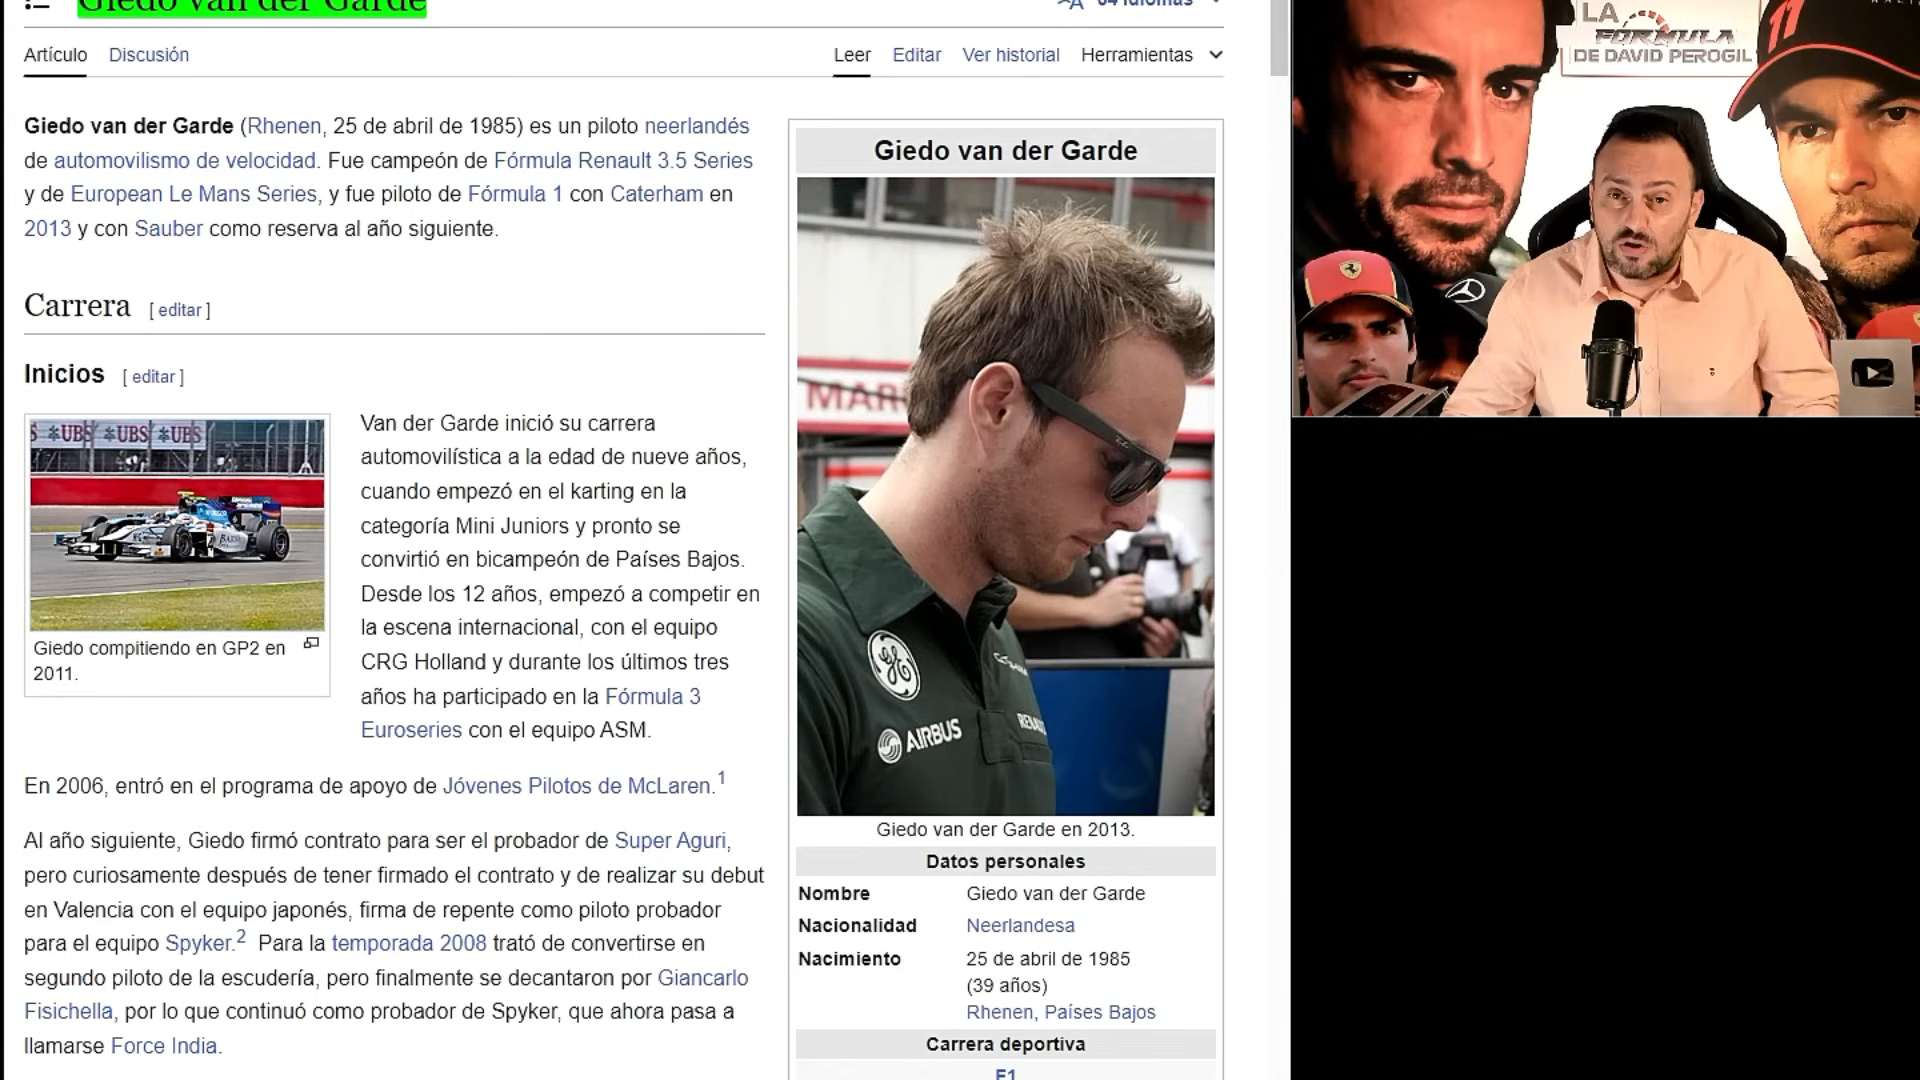 Giedo van der Garde
64 idiomas
Artículo
Discusión
Leer
Editar
Ver historial
Herramientas
Giedo van der Garde (Rhenen, 25 de abril de 1985) es un piloto neerlandés
de automovilismo de velocidad. Fue campeón de Fórmula Renault 3.5 Series
y de European Le Mans Series, y fue piloto de Fórmula 1 con Caterham en
2013 y con Sauber como reserva al año siguiente.
Carrera [ editar ]
Inicios [ editar ]
UBS UBS UBS
Giedo compitiendo en GP2 en
2011.
Van der Garde inició su carrera
automovilística a la edad de nueve años,
cuando empezó en el karting en la
categoría Mini Juniors y pronto se
convirtió en bicampeón de Países Bajos.
Desde los 12 años, empezó a competir en
la escena internacional, con el equipo
CRG Holland y durante los últimos tres
años ha participado en la Fórmula 3
Euroseries con el equipo ASM.
En 2006, entró en el programa de apoyo de Jóvenes Pilotos de McLaren.1
Al año siguiente, Giedo firmó contrato para ser el probador de Super Aguri,
pero curiosamente después de tener firmado el contrato y de realizar su debut
en Valencia con el equipo japonés, firma de repente como piloto probador
para el equipo Spyker.2 Para la temporada 2008 trató de convertirse en
segundo piloto de la escudería, pero finalmente se decantaron por Giancarlo
Fisichella, por lo que continuó como probador de Spyker, que ahora pasa a
llamarse Force India.
Giedo van der Garde
MAR
GE
AIRBUS
Giedo van der Garde en 2013.
Datos personales
Nombre Giedo van der Garde
Nacionalidad Neerlandesa
Nacimiento 25 de abril de 1985
(39 años)
Rhenen, Países Bajos
Carrera deportiva
F1
LA
FÓRMULA
DE DAVID PEROGIL
11